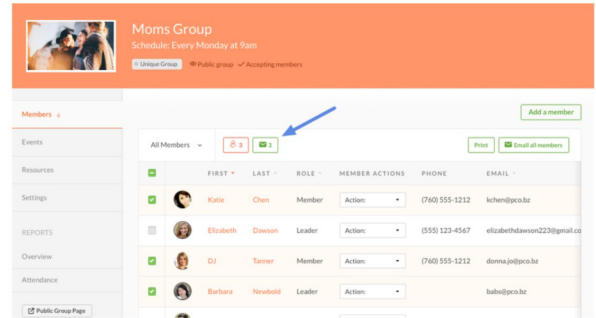 Moms Group
Schedule: Every Monday at 9am
Unique Group Public group Accepting members
Members
Add a member
Events
All Members 3 3 Print Email all members
Resources
FIRST LAST ROLE MEMBER ACTIONS PHONE EMAIL
Settings
Katie Chen Member Action: (760) 555-1212 kchen@pco.bz
REPORTS
Elizabeth Dawson Leader Action: (555) 123-4567 elizabethdawson223@gmail.co
Overview
DJ Tanner Member Action: (760) 555-1212 donna.jo@pco.bz
Attendance
Barbara Newbold Leader Action: babs@pco.bz
Public Group Page